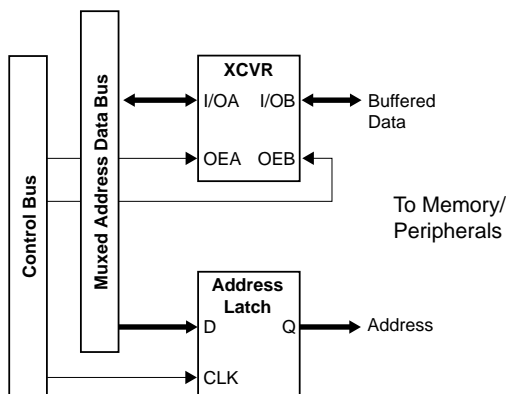 Control Bus
Muxed Address Data Bus
XCVR
I/OA I/OB
OEA OEB
Buffered
Data
To Memory/
Peripherals
Address
Latch
D Q
CLK
Address